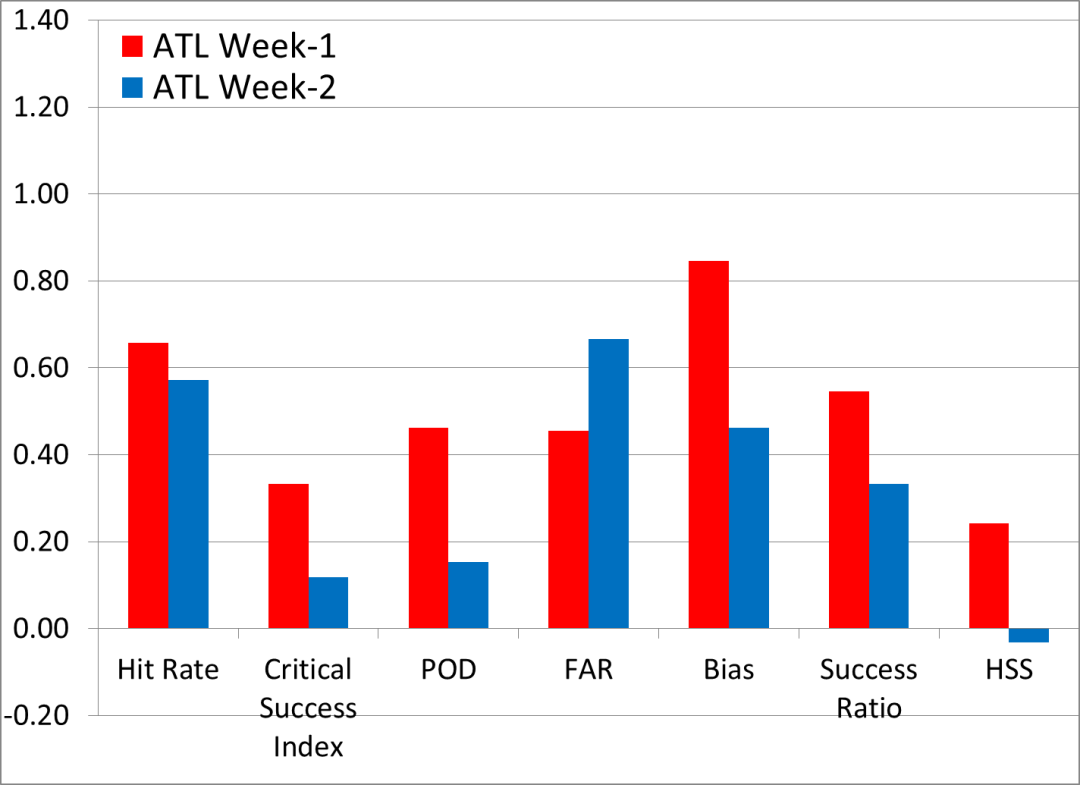 1.40
ATL Week-1
ATL Week-2
1.20
1.00
0.80
0.60
0.40
0.20
0.00
-0.20
Hit Rate
Critical
Success
Index
POD
FAR
Bias
Success
Ratio
HSS